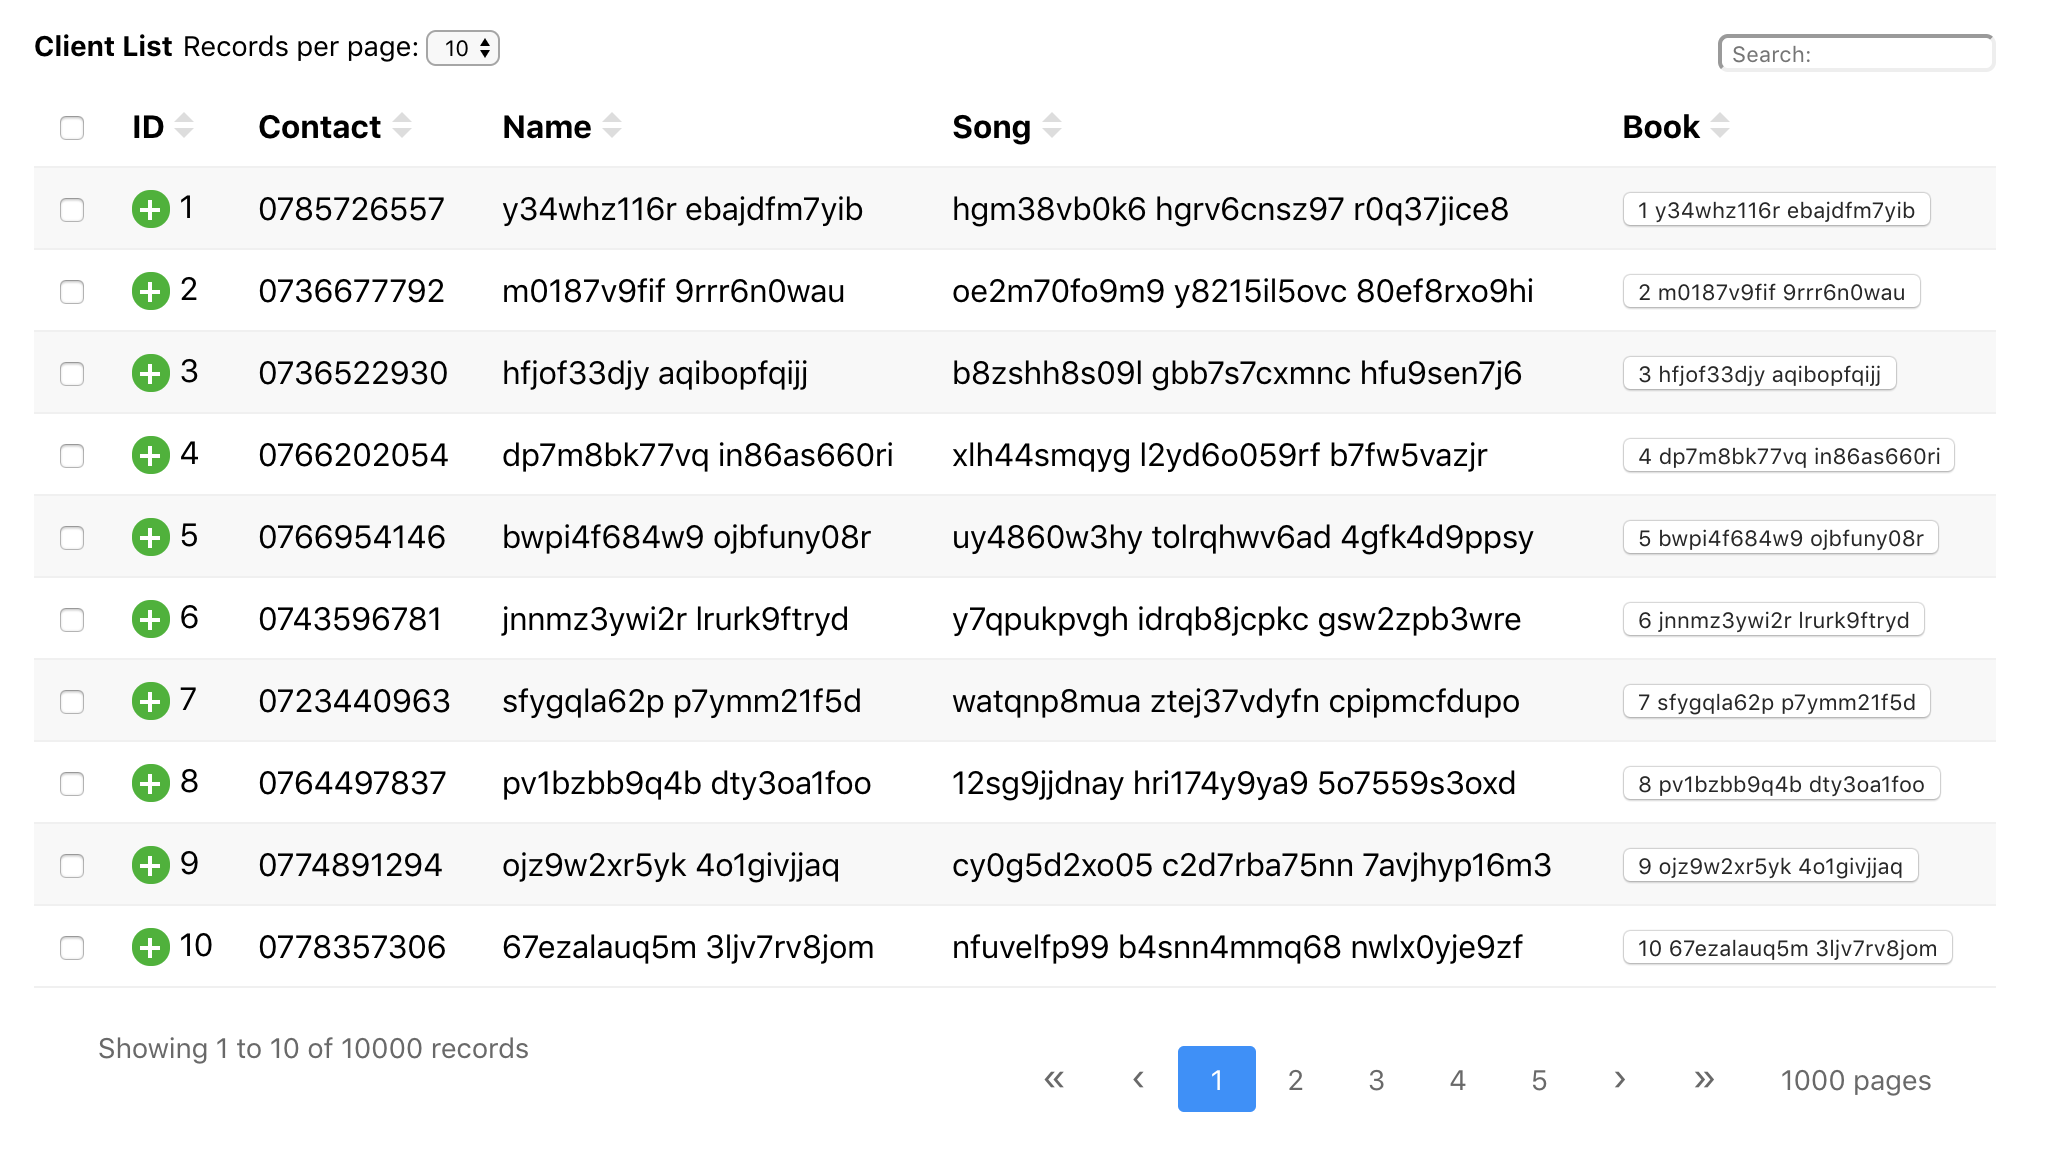 Client List Records per page: 10
Search:
ID Contact Name Song Book
1 0785726557 y34whz116r ebajdfm7yib hgm38vb0k6 hgrv6cnsz97 r0q37jice8 1 y34whz116r ebajdfm7yib
2 0736677792 m0187v9fif 9rrr6n0wau oe2m70fo9m9 y8215il5ovc 80ef8rxo9hi 2 m0187v9fif 9rrr6n0wau
3 0736522930 hfjof33djy aqibopfqijj b8zshh8s09l gbb7s7cxmnc hfu9sen7j6 3 hfjof33djy aqibopfqijj
4 0766202054 dp7m8bk77vq in86as660ri xlh44smqyg l2yd6o059rf b7fw5vazjr 4 dp7m8bk77vq in86as660ri
5 0766954146 bwpi4f684w9 ojbfuny08r uy4860w3hy tolrqhwv6ad 4gfk4d9ppsy 5 bwpi4f684w9 ojbfuny08r
6 0743596781 jnnmz3ywi2r lrurk9ftryd y7qpukpvgh idrqb8jcpkc gsw2zpb3wre 6 jnnmz3ywi2r lrurk9ftryd
7 0723440963 sfygqla62p p7ymm21f5d watqnp8mua ztej37vdyfn cpipmcfdupo 7 sfygqla62p p7ymm21f5d
8 0764497837 pv1bzbb9q4b dty3oa1foo 12sg9jjdnay hri174y9ya9 5o7559s3oxd 8 pv1bzbb9q4b dty3oa1foo
9 0774891294 ojz9w2xr5yk 4o1givjjaq cy0g5d2xo05 c2d7rba75nn 7avjhyp16m3 9 ojz9w2xr5yk 4o1givjjaq
10 0778357306 67ezalauq5m 3ljv7rv8jom nfuvelfp99 b4snn4mmq68 nwlx0yje9zf 10 67ezalauq5m 3ljv7rv8jom
Showing 1 to 10 of 10000 records
« ‹ 1 2 3 4 5 › » 1000 pages